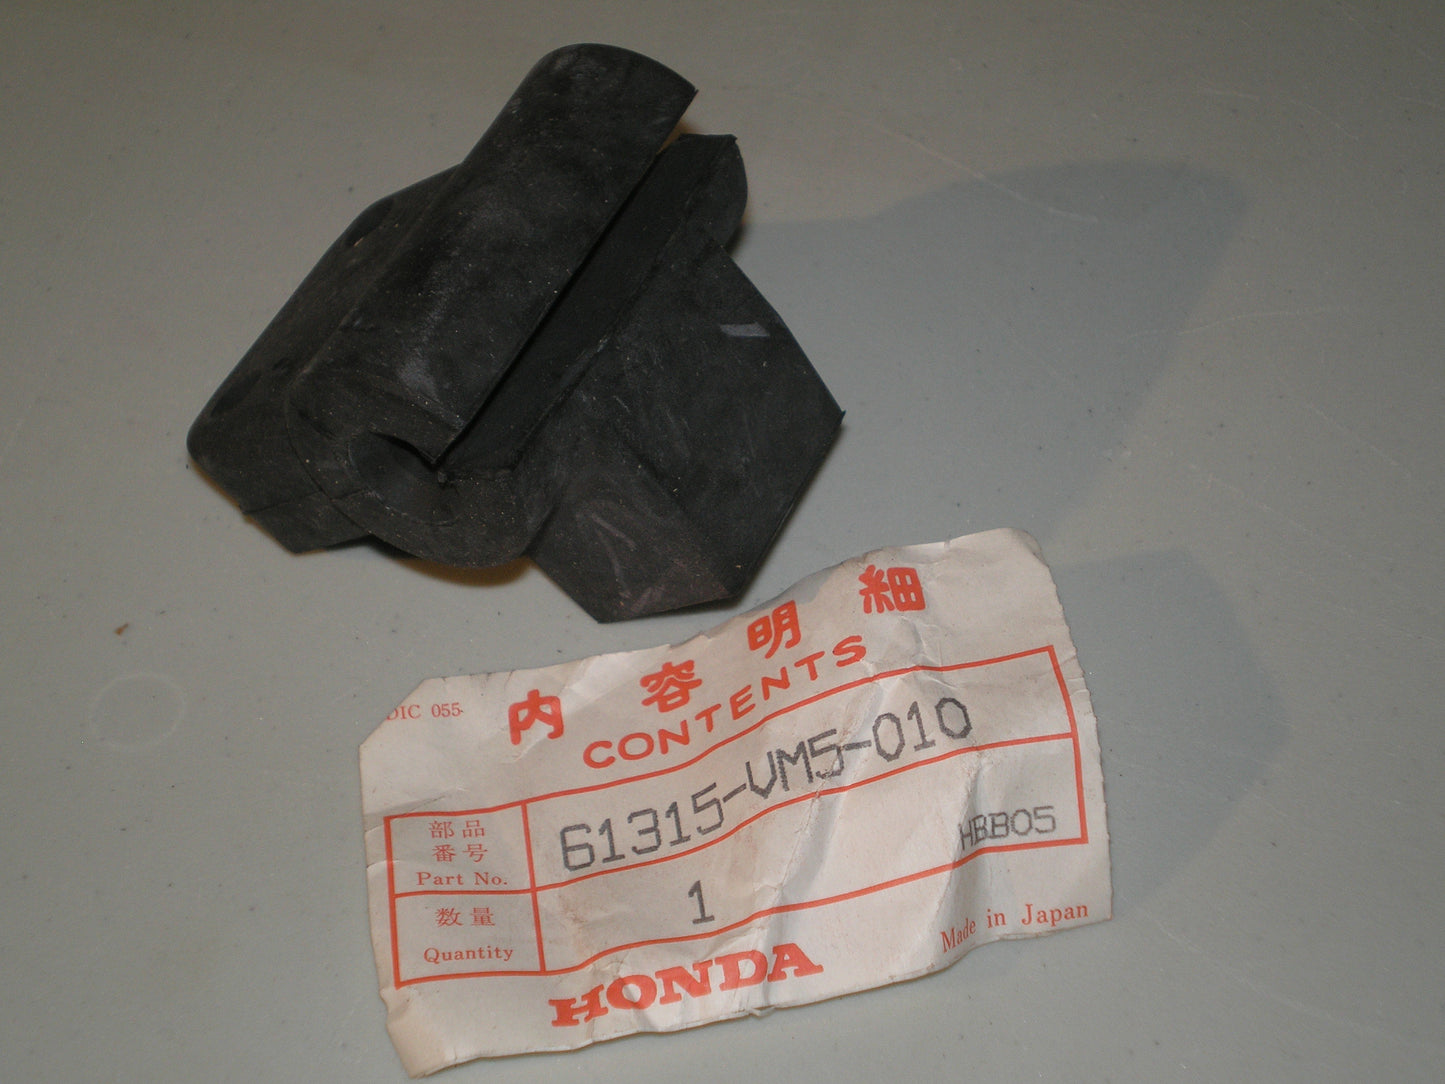 DIC 055-
内容明細
CONTENTS
部品
番号
Part No.
61315-VM5-010
HBB05
数量
Quantity
1
HONDA
Made in Japan